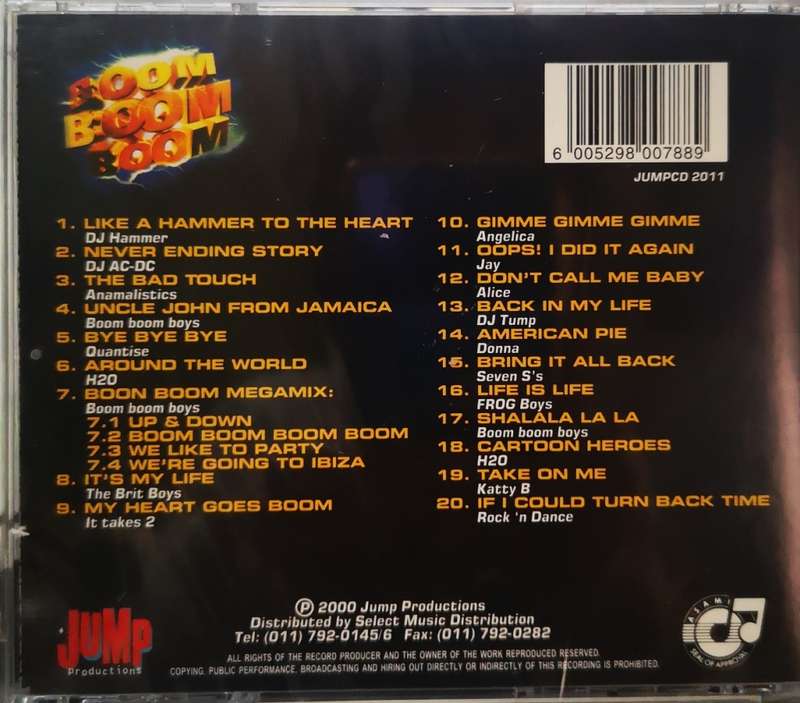 BOOM
BOOM
BOOM
6 005298 007889
JUMPCD 2011
1. LIKE A HAMMER TO THE HEART
DJ Hammer
2. NEVER ENDING STORY
DJ AC-DC
3. THE BAD TOUCH
Anamalistics
4. UNCLE JOHN FROM JAMAICA
Boom boom boys
5. BYE BYE BYE
Quantise
6. AROUND THE WORLD
H2O
7. BOON BOOM MEGAMIX:
Boom boom boys
7.1 UP & DOWN
7.2 BOOM BOOM BOOM BOOM
7.3 WE LIKE TO PARTY
7.4 WE'RE GOING TO IBIZA
8. IT'S MY LIFE
The Brit Boys
9. MY HEART GOES BOOM
It takes 2
10. GIMME GIMME GIMME
Angelica
11. OOPS! I DID IT AGAIN
Jay
12. DON'T CALL ME BABY
Alice
13. BACK IN MY LIFE
DJ Tump
14. AMERICAN PIE
Donna
15. BRING IT ALL BACK
Seven S's
16. LIFE IS LIFE
FROG Boys
17. SHALALA LA LA
Boom boom boys
18. CARTOON HEROES
H2O
19. TAKE ON ME
Katty B
20. IF I COULD TURN BACK TIME
Rock 'n Dance
JUMP
Productions
℗ 2000 Jump Productions
Distributed by Select Music Distribution
Tel: (011) 792-0145/6 Fax: (011) 792-0282
ALL RIGHTS OF THE RECORD PRODUCER AND THE OWNER OF THE WORK REPRODUCED RESERVED.
COPYING. PUBLIC PERFORMANCE. BROADCASTING AND HIRING OUT DIRECTLY OR INDIRECTLY OF THIS RECORDING IS PROHIBITED.
ASAMI
SEAL OF APPROVAL